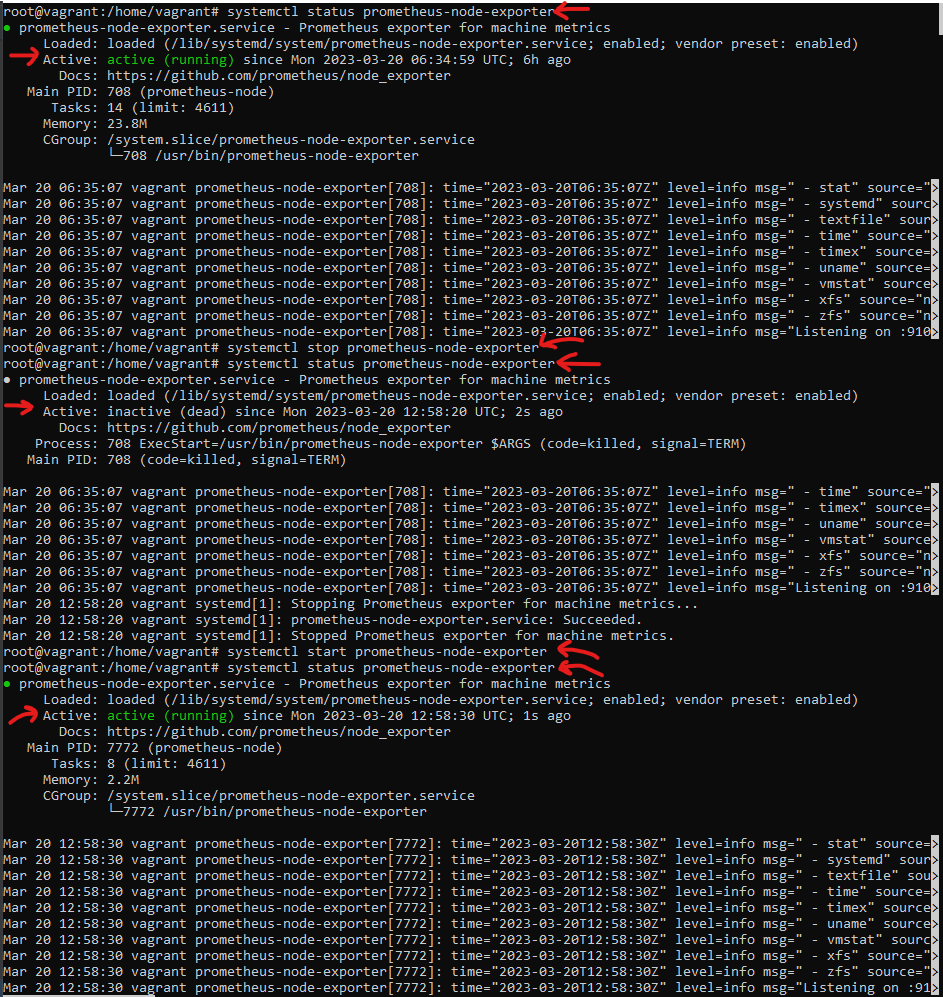 root@vagrant:/home/vagrant# systemctl status prometheus-node-exporter
● prometheus-node-exporter.service - Prometheus exporter for machine metrics
     Loaded: loaded (/lib/systemd/system/prometheus-node-exporter.service; enabled; vendor preset: enabled)
     Active: active (running) since Mon 2023-03-20 06:34:59 UTC; 6h ago
       Docs: https://github.com/prometheus/node_exporter
   Main PID: 708 (prometheus-node)
      Tasks: 14 (limit: 4611)
     Memory: 23.8M
     CGroup: /system.slice/prometheus-node-exporter.service
             └─708 /usr/bin/prometheus-node-exporter
Mar 20 06:35:07 vagrant prometheus-node-exporter[708]: time="2023-03-20T06:35:07Z" level=info msg=" - stat" source=">
Mar 20 06:35:07 vagrant prometheus-node-exporter[708]: time="2023-03-20T06:35:07Z" level=info msg=" - systemd" sourc>
Mar 20 06:35:07 vagrant prometheus-node-exporter[708]: time="2023-03-20T06:35:07Z" level=info msg=" - textfile" sour>
Mar 20 06:35:07 vagrant prometheus-node-exporter[708]: time="2023-03-20T06:35:07Z" level=info msg=" - time" source=">
Mar 20 06:35:07 vagrant prometheus-node-exporter[708]: time="2023-03-20T06:35:07Z" level=info msg=" - timex" source=>
Mar 20 06:35:07 vagrant prometheus-node-exporter[708]: time="2023-03-20T06:35:07Z" level=info msg=" - uname" source=>
Mar 20 06:35:07 vagrant prometheus-node-exporter[708]: time="2023-03-20T06:35:07Z" level=info msg=" - vmstat" source>
Mar 20 06:35:07 vagrant prometheus-node-exporter[708]: time="2023-03-20T06:35:07Z" level=info msg=" - xfs" source="n>
Mar 20 06:35:07 vagrant prometheus-node-exporter[708]: time="2023-03-20T06:35:07Z" level=info msg=" - zfs" source="n>
Mar 20 06:35:07 vagrant prometheus-node-exporter[708]: time="2023-03-20T06:35:07Z" level=info msg="Listening on :910>
root@vagrant:/home/vagrant# systemctl stop prometheus-node-exporter
root@vagrant:/home/vagrant# systemctl status prometheus-node-exporter
● prometheus-node-exporter.service - Prometheus exporter for machine metrics
     Loaded: loaded (/lib/systemd/system/prometheus-node-exporter.service; enabled; vendor preset: enabled)
     Active: inactive (dead) since Mon 2023-03-20 12:58:20 UTC; 2s ago
       Docs: https://github.com/prometheus/node_exporter
    Process: 708 ExecStart=/usr/bin/prometheus-node-exporter $ARGS (code=killed, signal=TERM)
   Main PID: 708 (code=killed, signal=TERM)
Mar 20 06:35:07 vagrant prometheus-node-exporter[708]: time="2023-03-20T06:35:07Z" level=info msg=" - time" source=">
Mar 20 06:35:07 vagrant prometheus-node-exporter[708]: time="2023-03-20T06:35:07Z" level=info msg=" - timex" source=>
Mar 20 06:35:07 vagrant prometheus-node-exporter[708]: time="2023-03-20T06:35:07Z" level=info msg=" - uname" source=>
Mar 20 06:35:07 vagrant prometheus-node-exporter[708]: time="2023-03-20T06:35:07Z" level=info msg=" - vmstat" source>
Mar 20 06:35:07 vagrant prometheus-node-exporter[708]: time="2023-03-20T06:35:07Z" level=info msg=" - xfs" source="n>
Mar 20 06:35:07 vagrant prometheus-node-exporter[708]: time="2023-03-20T06:35:07Z" level=info msg=" - zfs" source="n>
Mar 20 06:35:07 vagrant prometheus-node-exporter[708]: time="2023-03-20T06:35:07Z" level=info msg="Listening on :910>
Mar 20 12:58:20 vagrant systemd[1]: Stopping Prometheus exporter for machine metrics...
Mar 20 12:58:20 vagrant systemd[1]: prometheus-node-exporter.service: Succeeded.
Mar 20 12:58:20 vagrant systemd[1]: Stopped Prometheus exporter for machine metrics.
root@vagrant:/home/vagrant# systemctl start prometheus-node-exporter
root@vagrant:/home/vagrant# systemctl status prometheus-node-exporter
● prometheus-node-exporter.service - Prometheus exporter for machine metrics
     Loaded: loaded (/lib/systemd/system/prometheus-node-exporter.service; enabled; vendor preset: enabled)
     Active: active (running) since Mon 2023-03-20 12:58:30 UTC; 1s ago
       Docs: https://github.com/prometheus/node_exporter
   Main PID: 7772 (prometheus-node)
      Tasks: 8 (limit: 4611)
     Memory: 2.2M
     CGroup: /system.slice/prometheus-node-exporter.service
             └─7772 /usr/bin/prometheus-node-exporter
Mar 20 12:58:30 vagrant prometheus-node-exporter[7772]: time="2023-03-20T12:58:30Z" level=info msg=" - stat" source=>
Mar 20 12:58:30 vagrant prometheus-node-exporter[7772]: time="2023-03-20T12:58:30Z" level=info msg=" - systemd" sour>
Mar 20 12:58:30 vagrant prometheus-node-exporter[7772]: time="2023-03-20T12:58:30Z" level=info msg=" - textfile" sou>
Mar 20 12:58:30 vagrant prometheus-node-exporter[7772]: time="2023-03-20T12:58:30Z" level=info msg=" - time" source=>
Mar 20 12:58:30 vagrant prometheus-node-exporter[7772]: time="2023-03-20T12:58:30Z" level=info msg=" - timex" source>
Mar 20 12:58:30 vagrant prometheus-node-exporter[7772]: time="2023-03-20T12:58:30Z" level=info msg=" - uname" source>
Mar 20 12:58:30 vagrant prometheus-node-exporter[7772]: time="2023-03-20T12:58:30Z" level=info msg=" - vmstat" sourc>
Mar 20 12:58:30 vagrant prometheus-node-exporter[7772]: time="2023-03-20T12:58:30Z" level=info msg=" - xfs" source=">
Mar 20 12:58:30 vagrant prometheus-node-exporter[7772]: time="2023-03-20T12:58:30Z" level=info msg=" - zfs" source=">
Mar 20 12:58:30 vagrant prometheus-node-exporter[7772]: time="2023-03-20T12:58:30Z" level=info msg="Listening on :91>